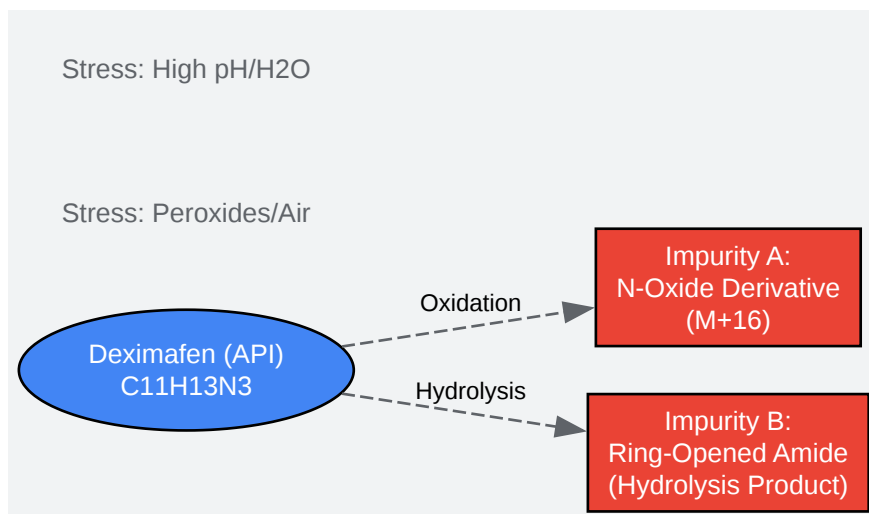 Stress: High pH/H2O
Stress: Peroxides/Air
Impurity A:
N-Oxide Derivative
(M+16)
Oxidation
Deximafen (API)
C11H13N3
Hydrolysis
Impurity B:
Ring-Opened Amide
(Hydrolysis Product)